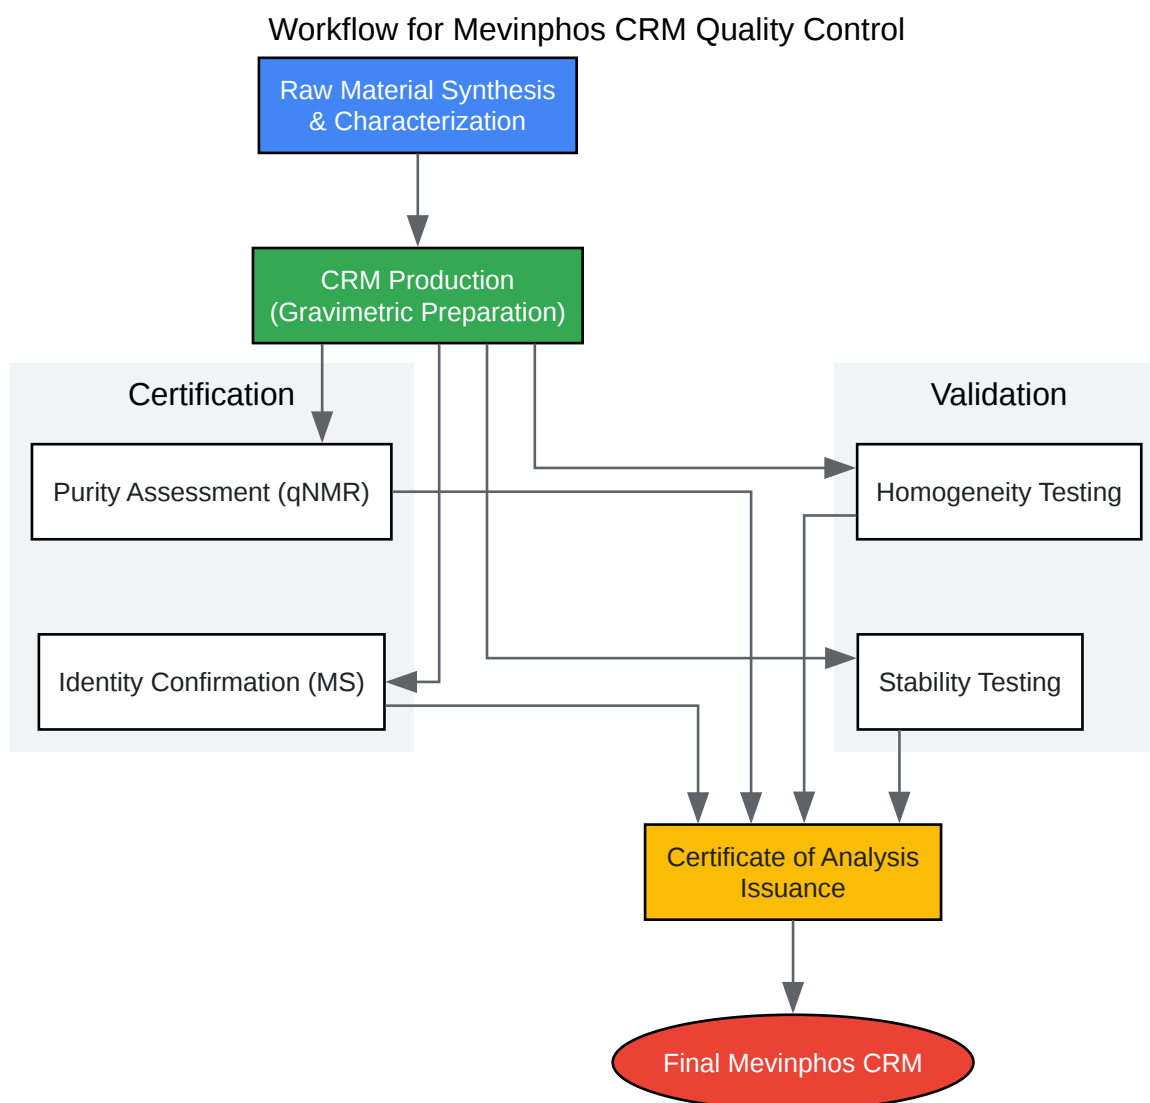 Workflow for Mevinphos CRM Quality Control
Raw Material Synthesis
& Characterization
CRM Production
(Gravimetric Preparation)
Certification
Validation
Purity Assessment (qNMR)
Homogeneity Testing
Identity Confirmation (MS)
Stability Testing
Certificate of Analysis
Issuance
Final Mevinphos CRM